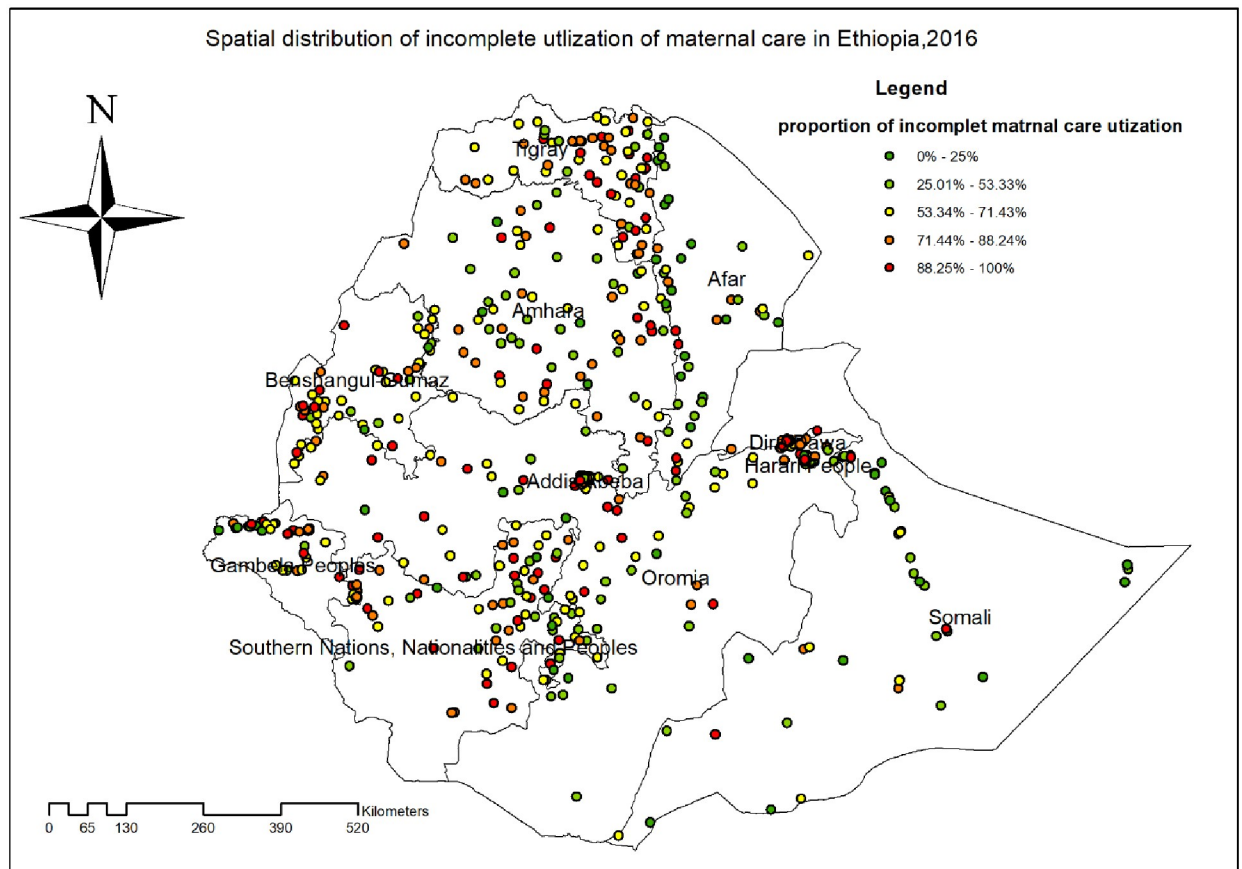 Spatial distribution of incomplete utlization of maternal care in Ethiopia,2016
N
Legend
proportion of incomplet matrnal care utization
0% - 25%
25.01% - 53.33%
53.34% - 71.43%
71.44% - 88.24%
88.25% - 100%
Tigray
Afar
Amhara
Benshangul-Gumaz
Dire Dawa
Harari People
Addis Abeba
Gambela Peoples
Oromia
Somali
Southern Nations, Nationalities and Peoples
Kilometers
0 65 130 260 390 520